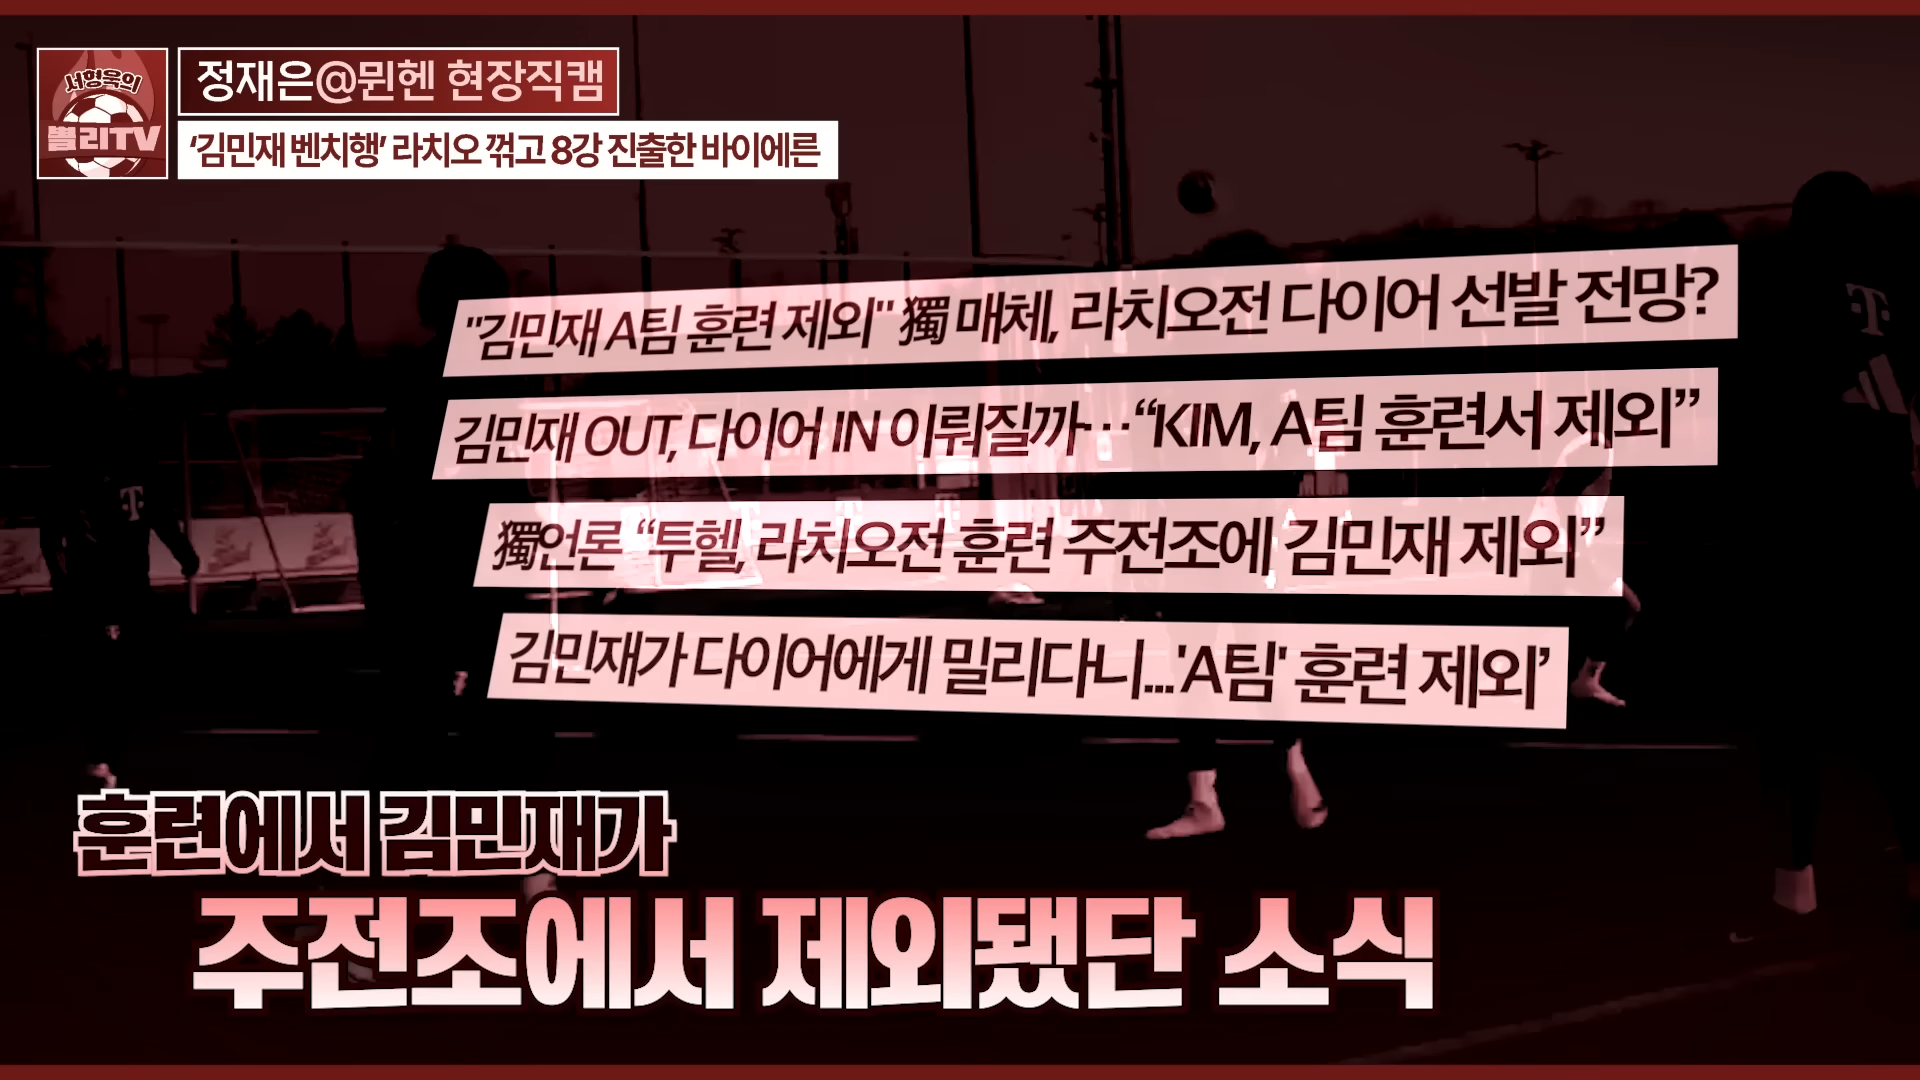 서형욱의
뽈리TV
정재은@뮌헨 현장직캠
‘김민재 벤치행’ 라치오 꺾고 8강 진출한 바이에른
"김민재 A팀 훈련 제외" 獨 매체, 라치오전 다이어 선발 전망?
김민재 OUT, 다이어 IN 이뤄질까…“KIM, A팀 훈련서 제외”
獨언론 “투헬, 라치오전 훈련 주전조에 김민재 제외”
김민재가 다이어에게 밀리다니...'A팀' 훈련 제외’
훈련에서 김민재가
주전조에서 제외됐단 소식